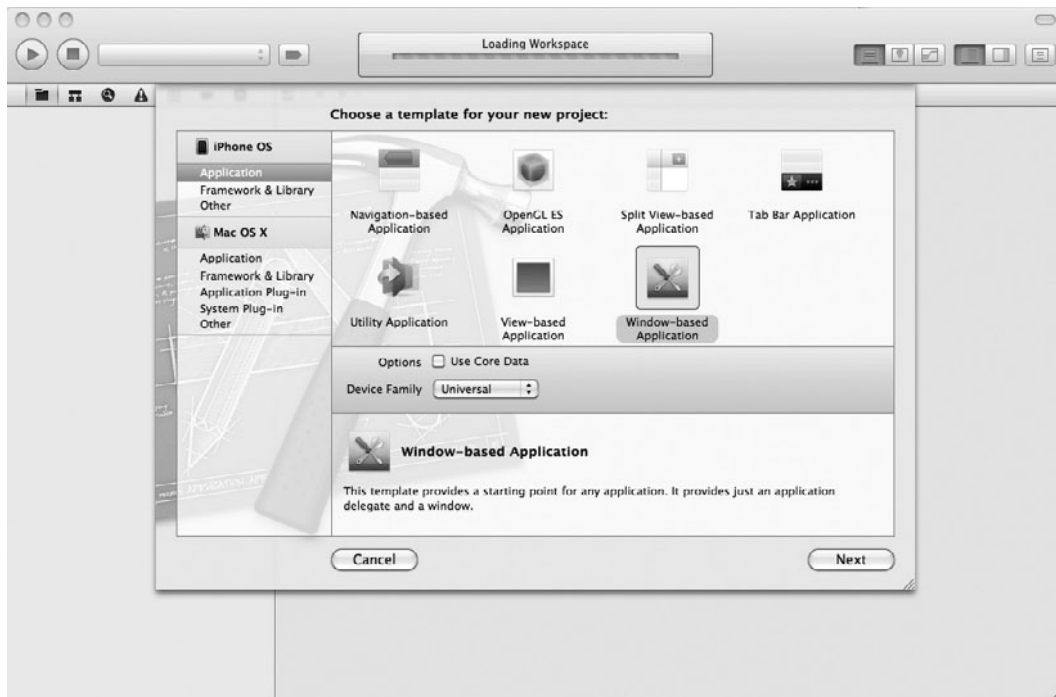 Loading Workspace
Choose a template for your new project:
iPhone OS
Application
Framework & Library
Other
Mac OS X
Application
Framework & Library
Application Plug-in
System Plug-in
Other
Navigation-based
Application
OpenGL ES
Application
Split View-based
Application
Tab Bar Application
Utility Application
View-based
Application
Window-based
Application
Options Use Core Data
Device Family Universal
Window-based Application
This template provides a starting point for any application. It provides just an application
delegate and a window.
Cancel
Next